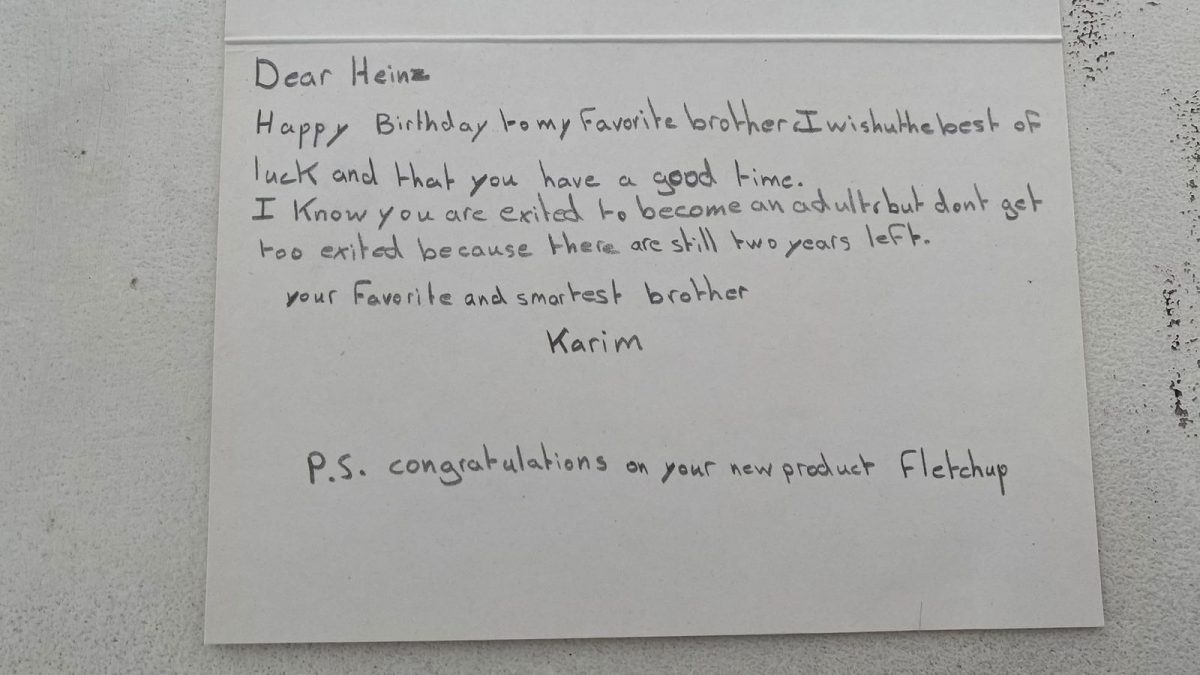 Dear Heinz
Happy Birthday to my Favorite brother I wish u the best of
luck and that you have a good time.
I Know you are exited to become an adult, but dont get
too exited because there are still two years left.
your Favorite and smartest brother
Karim
P.S. congratulations on your new product Fletchup